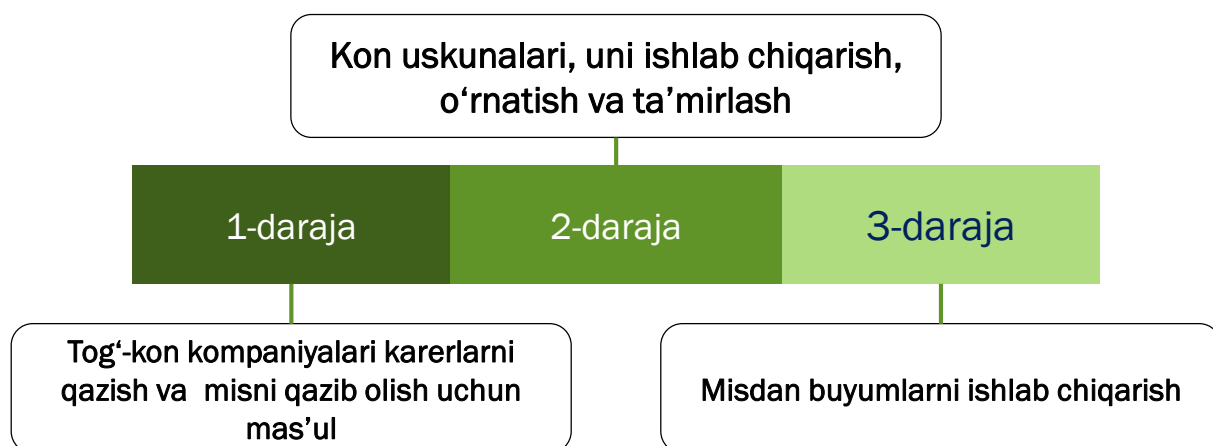 Kon uskunalari, uni ishlab chiqarish,
o‘rnatish va ta’mirlash
1-daraja
2-daraja
3-daraja
Tog‘-kon kompaniyalari karerlarni
qazish va  misni qazib olish uchun
mas’ul
Misdan buyumlarni ishlab chiqarish